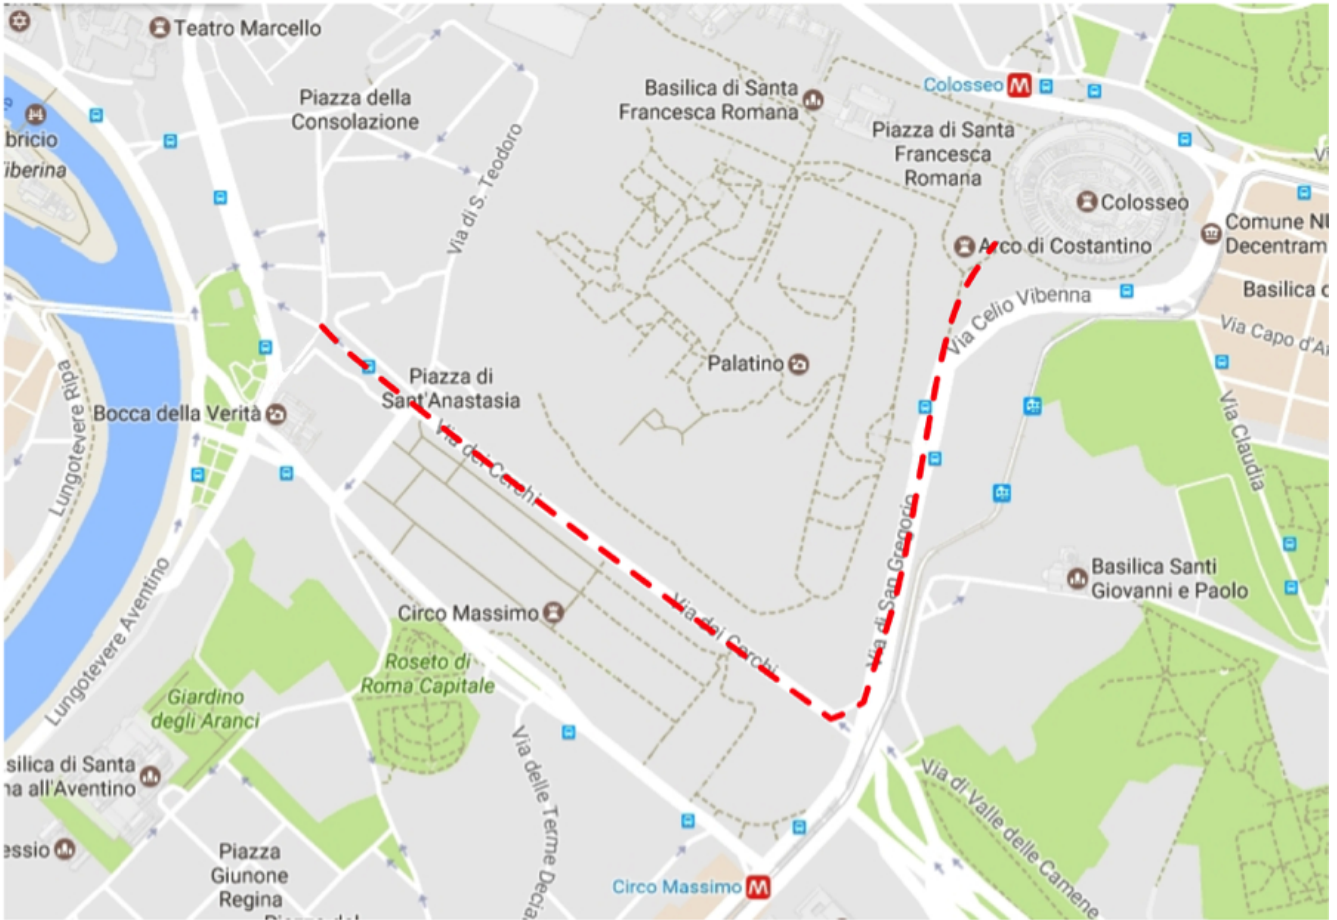 Teatro Marcello
Piazza della
Consolazione
bricio
iberina
Via di S. Teodoro
Basilica di Santa
Francesca Romana
Colosseo
M
Piazza di Santa
Francesca
Romana
Colosseo
Arco di Costantino
Comune NI
Decentram
Basilica d
Via Celio Vibenna
Via Capo d'A
Via Claudia
Palatino
Piazza di
Sant'Anastasia
Bocca della Verità
Lungotevere Ripa
Via dei Cerchi
Via di San Gregorio
Basilica Santi
Giovanni e Paolo
Circo Massimo
Via dei Cerchi
Roseto di
Roma Capitale
Lungotevere Aventino
Giardino
degli Aranci
silica di Santa
na all'Aventino
essio
Piazza
Giunone
Regina
Via delle Terme Decia
Via di Valle delle Camene
Circo Massimo
M